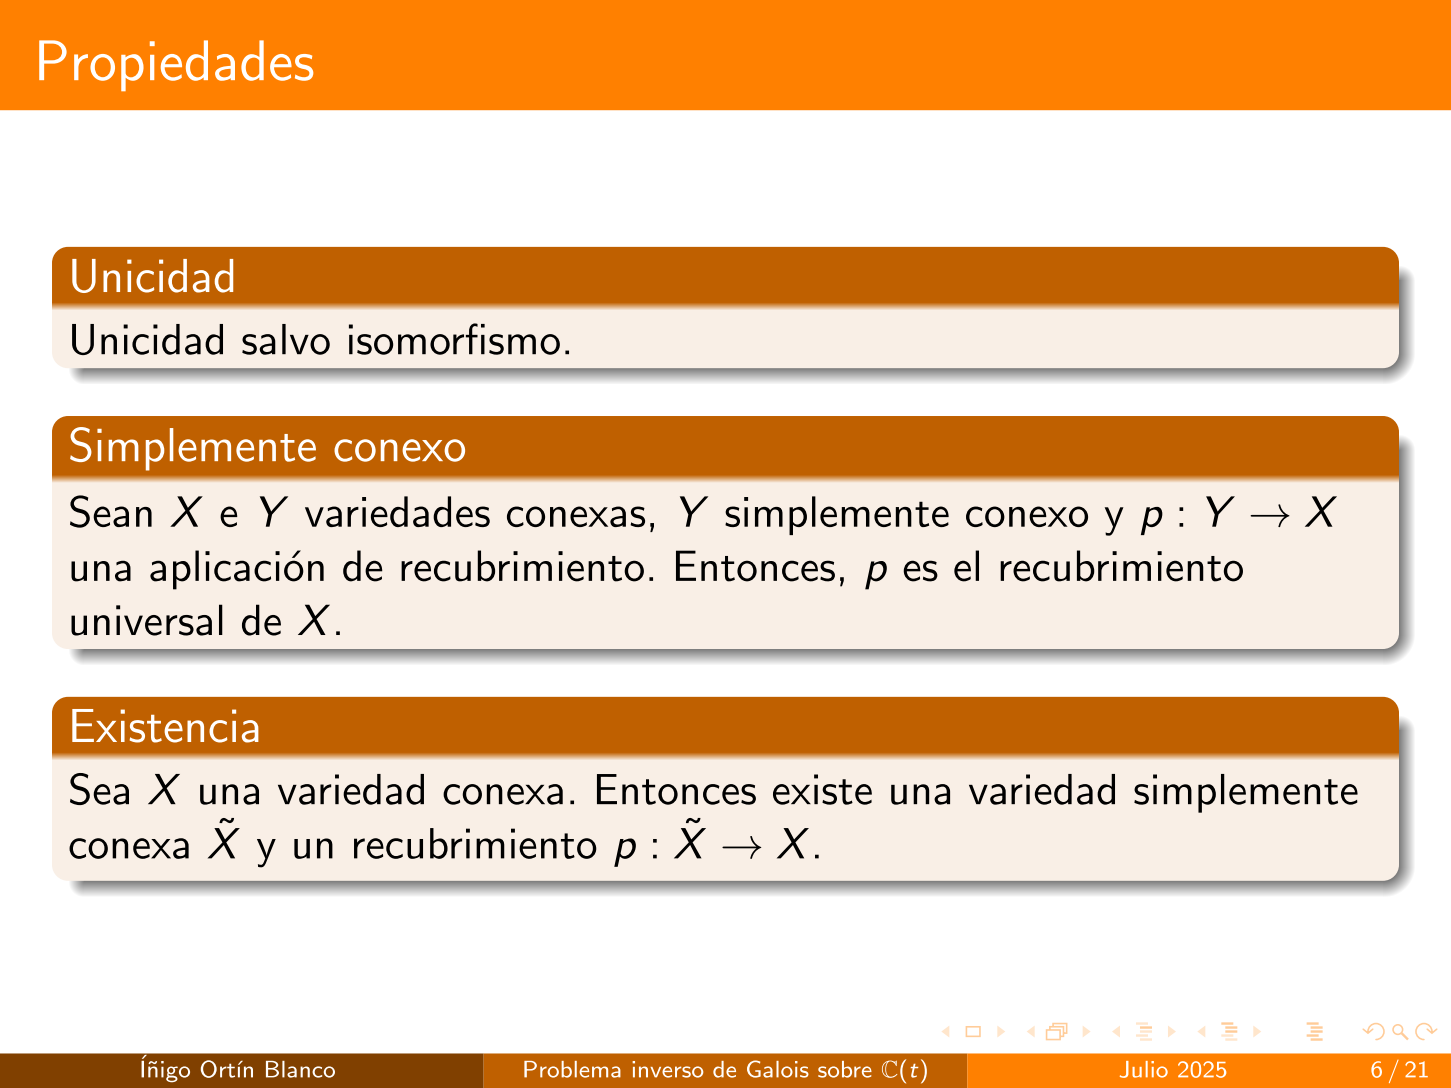 Propiedades
Unicidad
Unicidad salvo isomorfismo.
Simplemente conexo
Sean X e Y variedades conexas, Y simplemente conexo y p : Y → X
una aplicación de recubrimiento. Entonces, p es el recubrimiento
universal de X.
Existencia
Sea X una variedad conexa. Entonces existe una variedad simplemente
conexa X̃ y un recubrimiento p : X̃ → X.
Íñigo Ortín Blanco
Problema inverso de Galois sobre ℂ(t)
Julio 2025
6 / 21